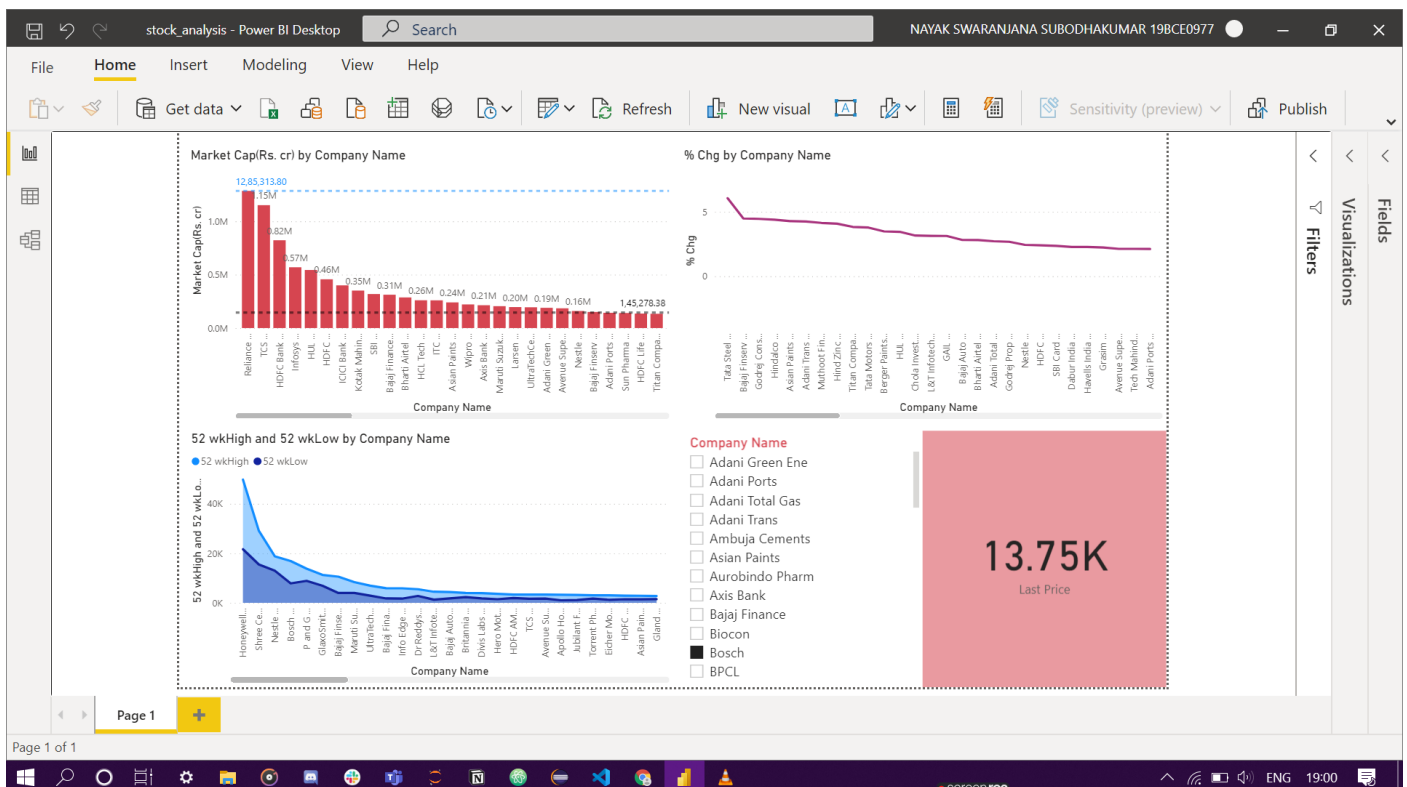 stock_analysis - Power BI Desktop
Search
NAYAK SWARANJANA SUBODHAKUMAR 19BCE0977
File
Home
Insert
Modeling
View
Help
Get data
Refresh
New visual
Sensitivity (preview)
Publish
Market Cap(Rs. cr) by Company Name
12,85,313.80
1.15M
0.82M
0.57M
0.46M
0.35M
0.31M
0.26M
0.24M
0.21M
0.20M
0.19M
0.16M
1,45,278.38
Market Cap(Rs. cr)
1.0M
0.5M
0.0M
Reliance ...
TCS ...
HDFC Bank ...
Infosys ...
HUL ...
HDFC ...
ICICI Bank ...
Kotak Mahin...
SBI ...
Bajaj Finance...
Bharti Airtel ...
HCL Tech ...
ITC ...
Asian Paints ...
Wipro ...
Axis Bank ...
Maruti Suzuk...
Larsen ...
UltraTechCe...
Adani Green ...
Avenue Supe...
Nestle ...
Bajaj Finserv ...
Adani Ports ...
Sun Pharma ...
HDFC Life ...
Titan Compa...
Company Name
% Chg by Company Name
% Chg
5
0
Tata Steel ...
Bajaj Finserv ...
Godrej Cons...
Hindalco ...
Asian Paints ...
Adani Trans ...
Muthoot Fin...
Hind Zinc ...
Titan Compa...
Tata Motors ...
Berger Paints...
HUL ...
Chola Invest...
L&T Infotech...
GAIL ...
Bajaj Auto ...
Bharti Airtel ...
Adani Total ...
Godrej Prop ...
Nestle ...
HDFC ...
SBI Card ...
Dabur India ...
Havells India ...
Grasim ...
Avenue Supe...
Tech Mahind...
Adani Ports ...
Company Name
52 wkHigh and 52 wkLow by Company Name
52 wkHigh
52 wkLow
52 wkHigh and 52 wkLo...
40K
20K
0K
Honeywell...
Shree Ce...
Nestle ...
Bosch ...
P and G ...
GlaxoSmit...
Bajaj Finse...
Maruti Su...
UltraTech...
Bajaj Fina...
Info Edge ...
Dr Reddys...
L&T Infote...
Bajaj Auto...
Britannia ...
Divis Labs ...
Hero Mot...
HDFC AM...
TCS ...
Avenue Su...
Apollo Ho...
Jubilant F...
Torrent Ph...
Eicher Mo...
HDFC ...
Asian Pain...
Gland ...
Company Name
Company Name
Adani Green Ene
Adani Ports
Adani Total Gas
Adani Trans
Ambuja Cements
Asian Paints
Aurobindo Pharm
Axis Bank
Bajaj Finance
Biocon
Bosch
BPCL
13.75K
Last Price
Filters
Visualizations
Fields
Page 1
Page 1 of 1
ENG
19:00